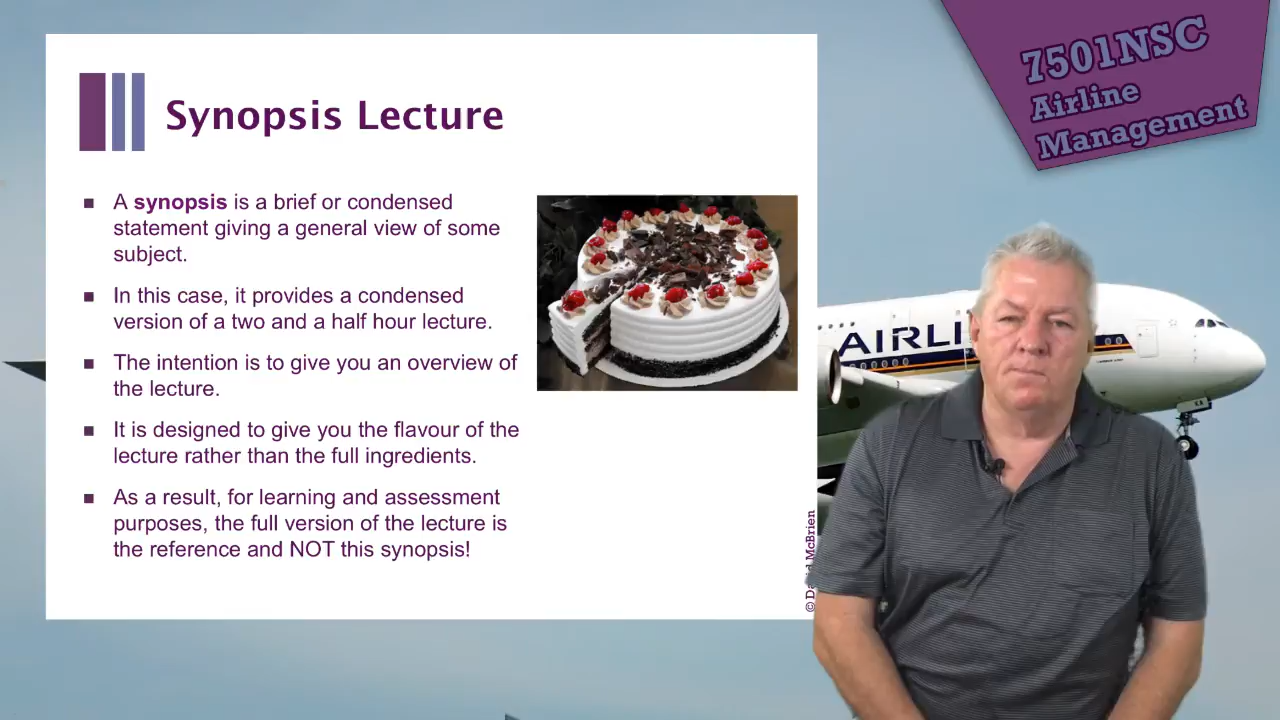 7501NSC
Airline
Management
Synopsis Lecture
■ A synopsis is a brief or condensed
statement giving a general view of some
subject.
■ In this case, it provides a condensed
version of a two and a half hour lecture.
■ The intention is to give you an overview of
the lecture.
■ It is designed to give you the flavour of the
lecture rather than the full ingredients.
■ As a result, for learning and assessment
purposes, the full version of the lecture is
the reference and NOT this synopsis!
AIRLI
© McBrien